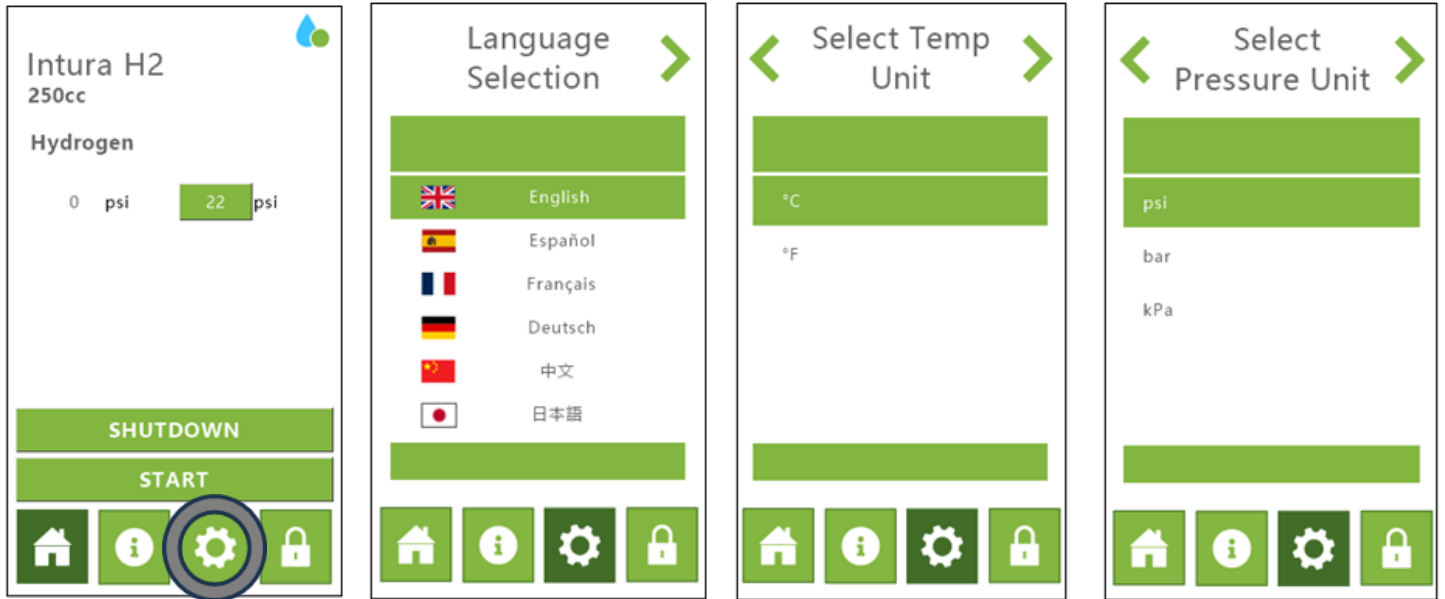 Intura H2
250cc
Hydrogen
0 psi 22 psi
SHUTDOWN
START
Language
Selection
English
Español
Français
Deutsch
中文
日本語
Select Temp
Unit
°C
°F
Select
Pressure Unit
psi
bar
kPa